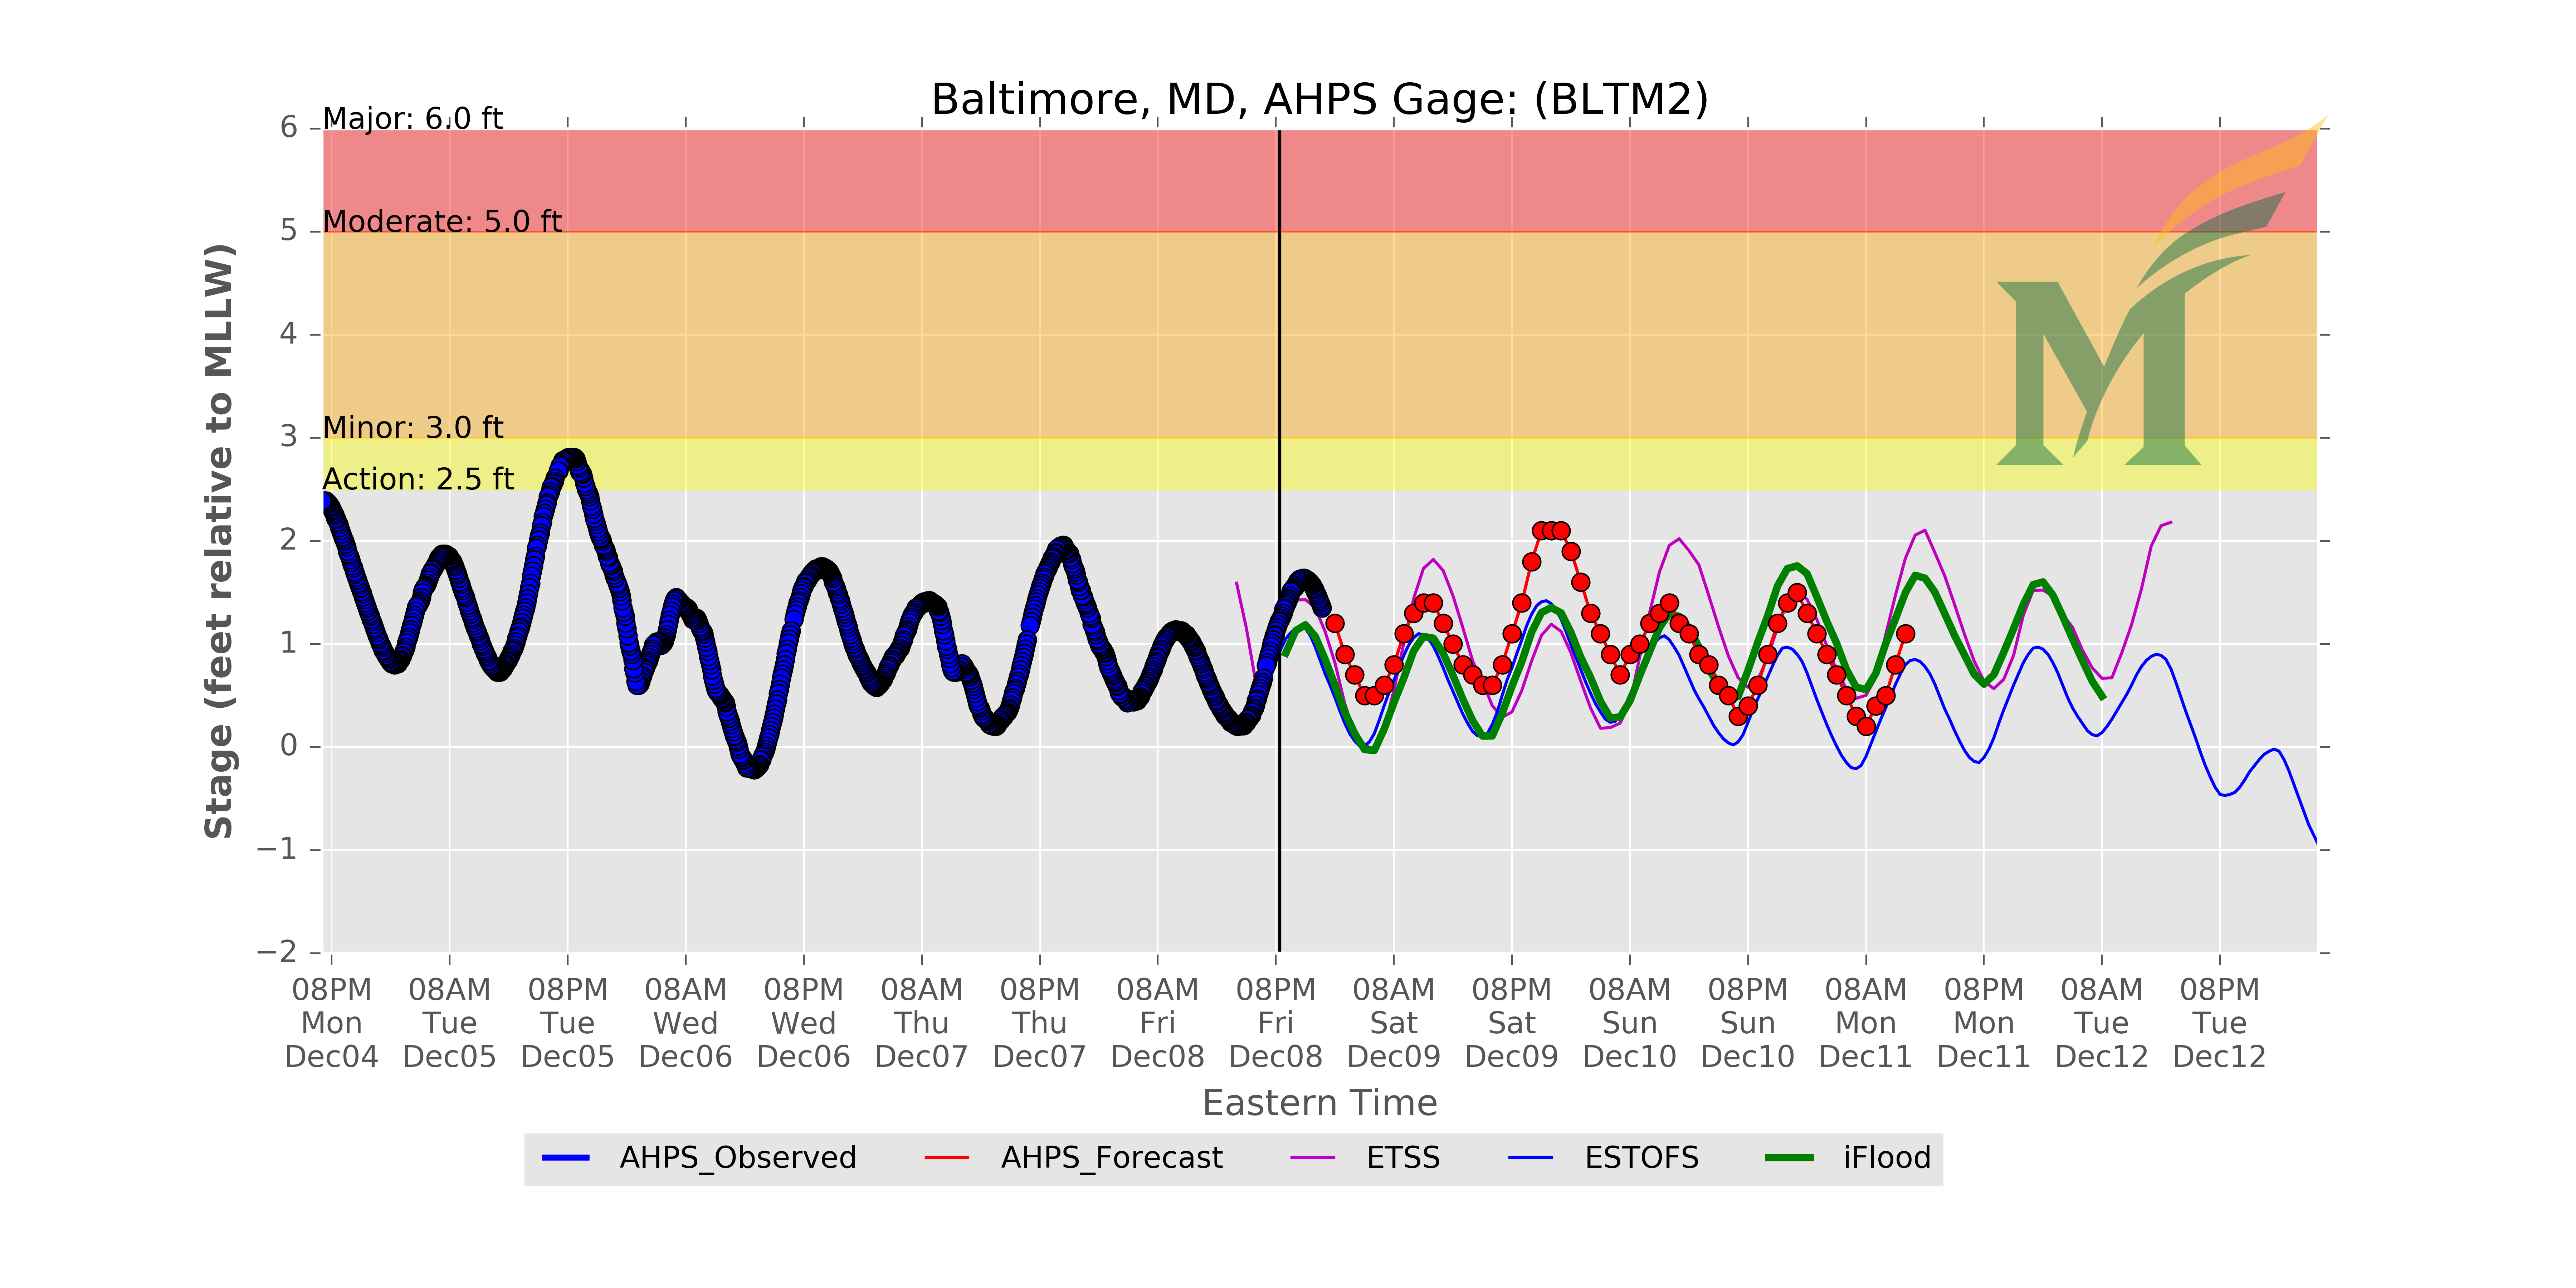 Baltimore, MD, AHPS Gage: (BLTM2)
Major: 6.0 ft
Moderate: 5.0 ft
Minor: 3.0 ft
Action: 2.5 ft
Stage (feet relative to MLLW)
6
5
4
3
2
1
0
−1
−2
08PM 08AM 08PM 08AM 08PM 08AM 08PM 08AM 08PM 08AM 08PM 08AM 08PM 08AM 08PM 08AM 08PM
Mon Tue Tue Wed Wed Thu Thu Fri Fri Sat Sat Sun Sun Mon Mon Tue Tue
Dec04 Dec05 Dec05 Dec06 Dec06 Dec07 Dec07 Dec08 Dec08 Dec09 Dec09 Dec10 Dec10 Dec11 Dec11 Dec12 Dec12
Eastern Time
AHPS_Observed AHPS_Forecast ETSS ESTOFS iFlood
M